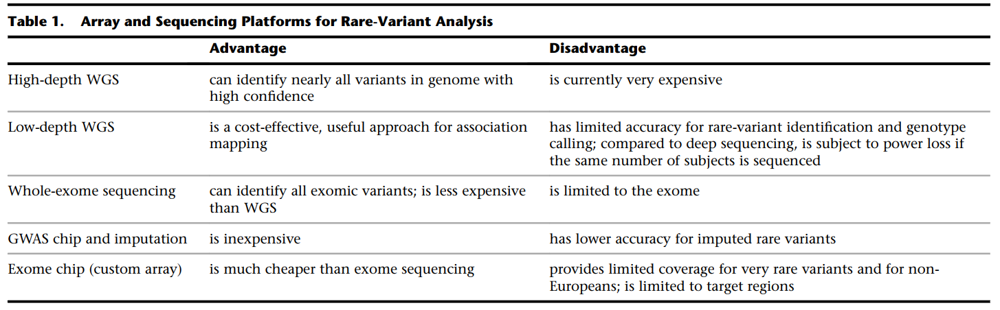 Table 1. Array and Sequencing Platforms for Rare-Variant Analysis
Advantage Disadvantage
High-depth WGS can identify nearly all variants in genome with is currently very expensive
high confidence
Low-depth WGS is a cost-effective, useful approach for association has limited accuracy for rare-variant identification and genotype
mapping calling; compared to deep sequencing, is subject to power loss if
the same number of subjects is sequenced
Whole-exome sequencing can identify all exomic variants; is less expensive is limited to the exome
than WGS
GWAS chip and imputation is inexpensive has lower accuracy for imputed rare variants
Exome chip (custom array) is much cheaper than exome sequencing provides limited coverage for very rare variants and for non-
Europeans; is limited to target regions